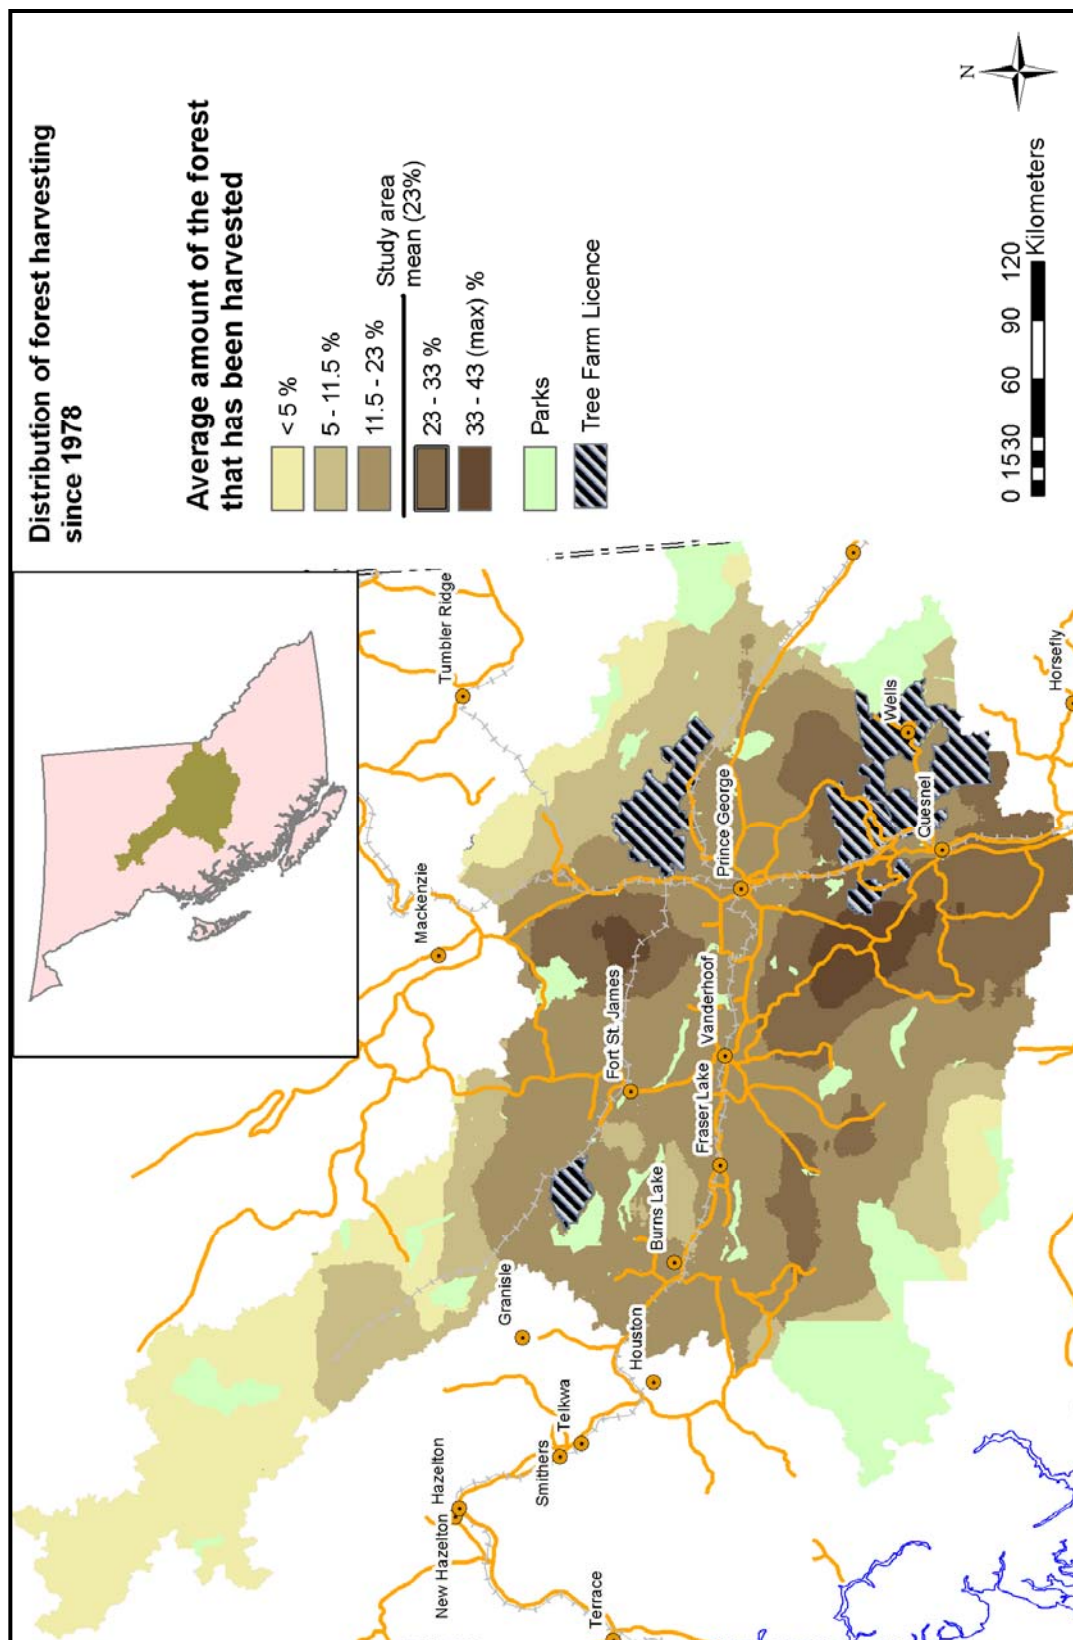 Distribution of forest harvesting
since 1978
Average amount of the forest
that has been harvested
< 5 %
5 - 11.5 %
11.5 - 23 %
Study area
mean (23%)
23 - 33 %
33 - 43 (max) %
Parks
Tree Farm Licence
N
0 15 30 60 90 120
Kilometers
Tumbler Ridge
Mackenzie
Fort St. James
Prince George
Vanderhoof
Fraser Lake
Burns Lake
Granisle
Houston
Telkwa
Smithers
New Hazelton
Hazelton
Terrace
Wells
Quesnel
Horsefly